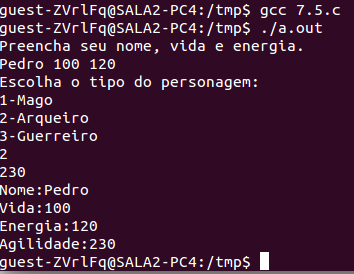 guest-ZVrlFq@SALA2-PC4:/tmp$ gcc 7.5.c
guest-ZVrlFq@SALA2-PC4:/tmp$ ./a.out
Preencha seu nome, vida e energia.
Pedro 100 120
Escolha o tipo do personagem:
1-Mago
2-Arqueiro
3-Guerreiro
2
230
Nome:Pedro
Vida:100
Energia:120
Agilidade:230
guest-ZVrlFq@SALA2-PC4:/tmp$